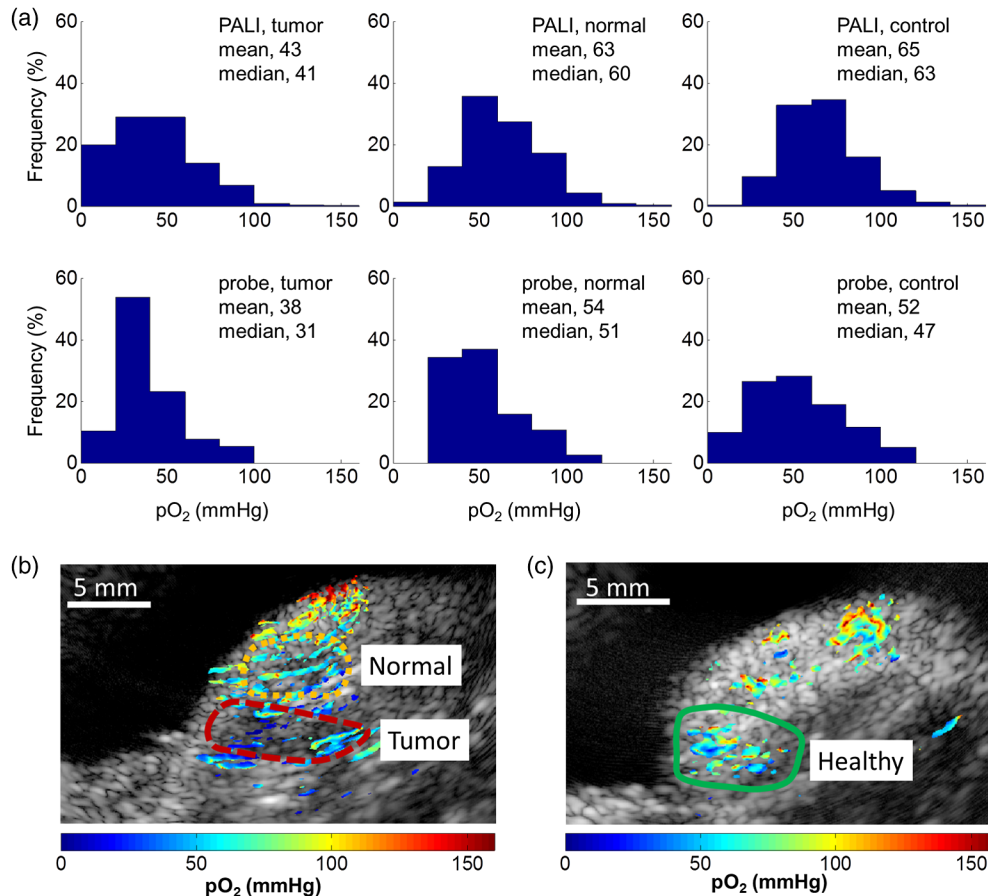 (a)
60
40
20
0
Frequency (%)
0 50 100 150
PALI, tumor
mean, 43
median, 41
60
40
20
0
0 50 100 150
PALI, normal
mean, 63
median, 60
60
40
20
0
0 50 100 150
PALI, control
mean, 65
median, 63
60
40
20
0
Frequency (%)
0 50 100 150
pO₂ (mmHg)
probe, tumor
mean, 38
median, 31
60
40
20
0
0 50 100 150
pO₂ (mmHg)
probe, normal
mean, 54
median, 51
60
40
20
0
0 50 100 150
pO₂ (mmHg)
probe, control
mean, 52
median, 47
(b)
5 mm
Normal
Tumor
0 50 100 150
pO₂ (mmHg)
(c)
5 mm
Healthy
0 50 100 150
pO₂ (mmHg)